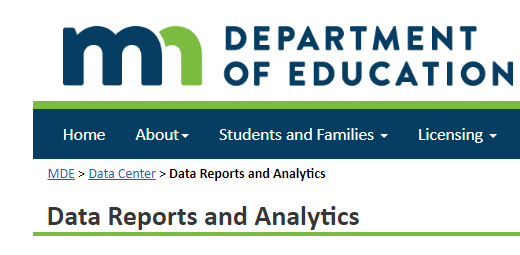 mn DEPARTMENT
OF EDUCATION
Home About Students and Families Licensing
MDE > Data Center > Data Reports and Analytics
Data Reports and Analytics